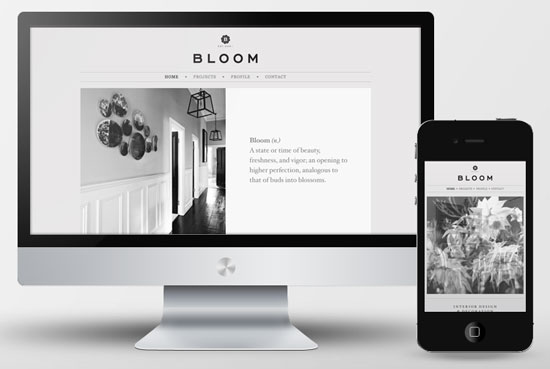 BLOOM
HOME • PROJECTS • PROFILE • CONTACT
Bloom (n.)
A state or time of beauty,
freshness, and vigor; an opening to
higher perfection, analogous to
that of buds into blossoms.
BLOOM
HOME • PROJECTS • PROFILE • CONTACT
INTERIOR DESIGN
& DECORATION